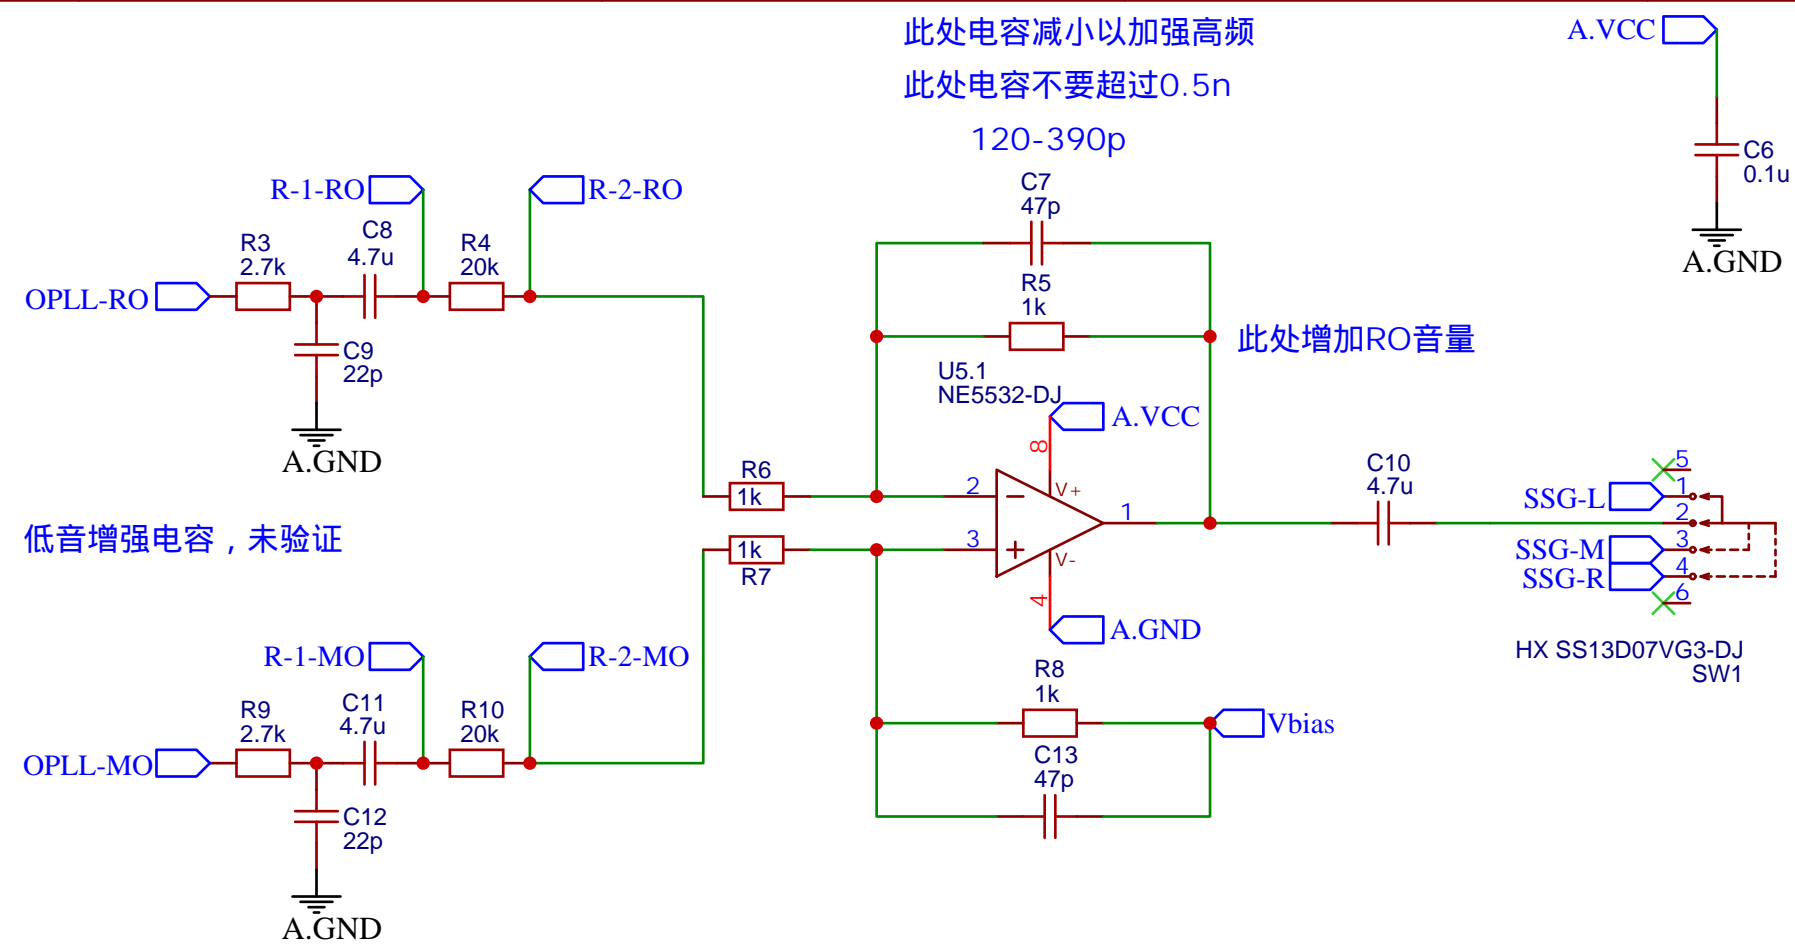 此处电容减小以加强高频
此处电容不要超过0.5n
120-390p
A.VCC
C6
0.1u
A.GND
R-1-RO
R-2-RO
C7
47p
R3
2.7k
C8
4.7u
R4
20k
OPLL-RO
C9
22p
A.GND
R5
1k
此处增加RO音量
U5.1
NE5532-DJ
A.VCC
8
V+
R6
1k
2
3
1
V-
4
A.GND
1k
R7
低音增强电容，未验证
C10
4.7u
5
SSG-L
1
2
SSG-M
3
SSG-R
4
6
HX SS13D07VG3-DJ
SW1
R-1-MO
R-2-MO
R8
1k
Vbias
C13
47p
R9
2.7k
C11
4.7u
R10
20k
OPLL-MO
C12
22p
A.GND